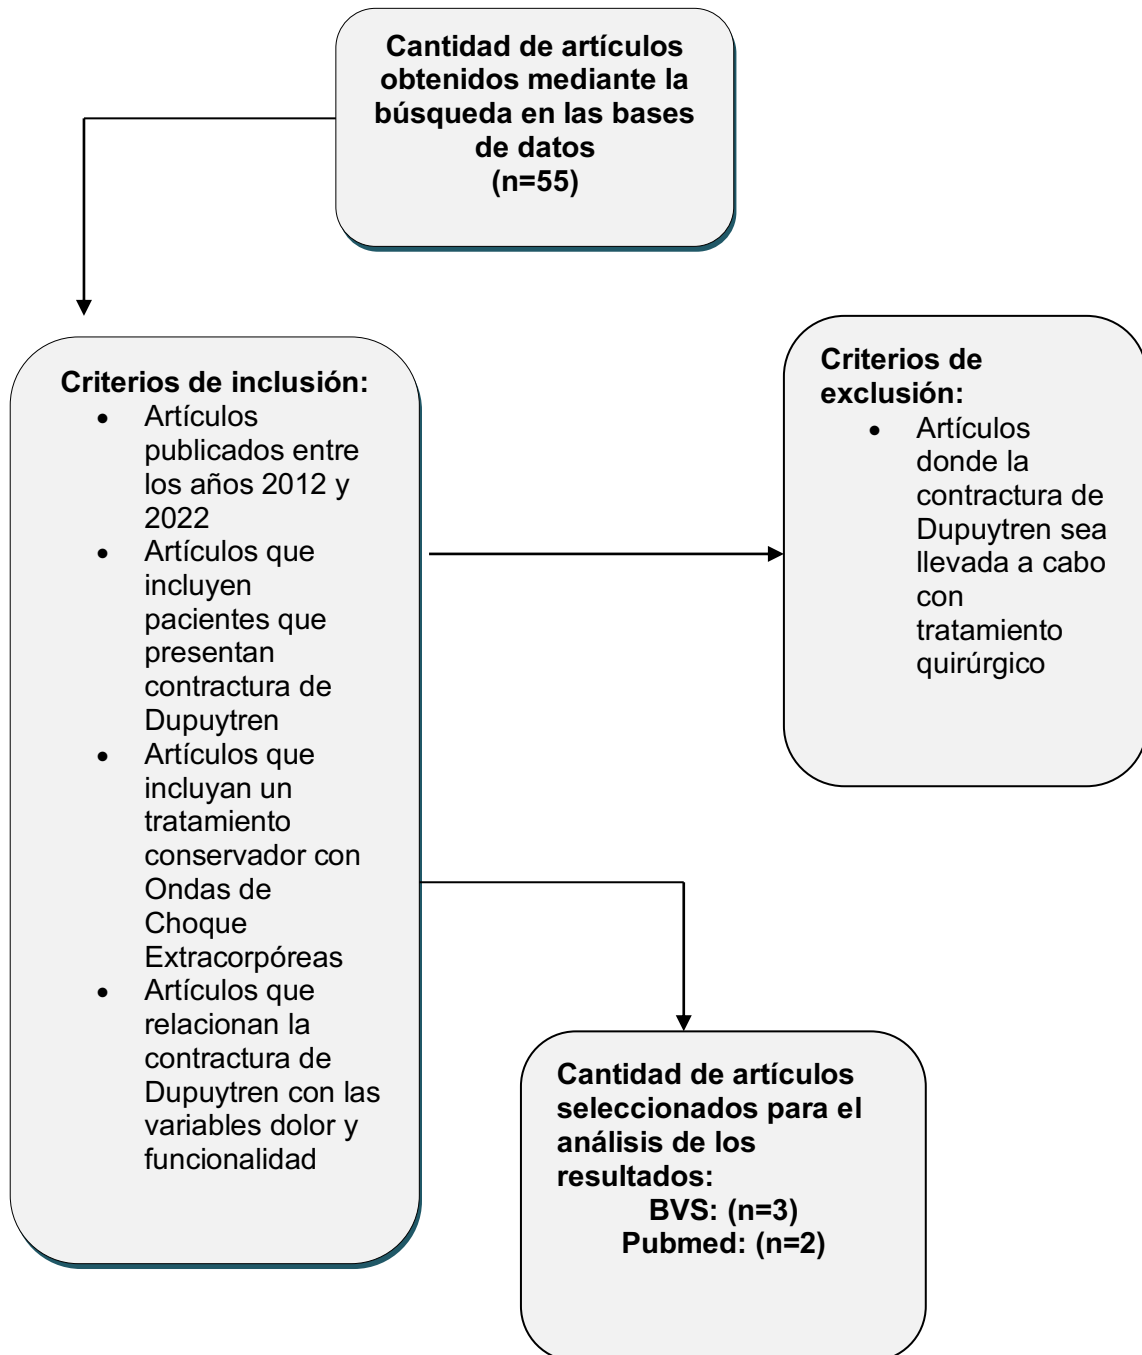 Cantidad de artículos
obtenidos mediante la
búsqueda en las bases
de datos
(n=55)
Criterios de inclusión:
• Artículos
publicados entre
los años 2012 y
2022
• Artículos que
incluyen
pacientes que
presentan
contractura de
Dupuytren
• Artículos que
incluyan un
tratamiento
conservador con
Ondas de
Choque
Extracorpóreas
• Artículos que
relacionan la
contractura de
Dupuytren con las
variables dolor y
funcionalidad
Criterios de
exclusión:
• Artículos
donde la
contractura de
Dupuytren sea
llevada a cabo
con
tratamiento
quirúrgico
Cantidad de artículos
seleccionados para el
análisis de los
resultados:
BVS: (n=3)
Pubmed: (n=2)